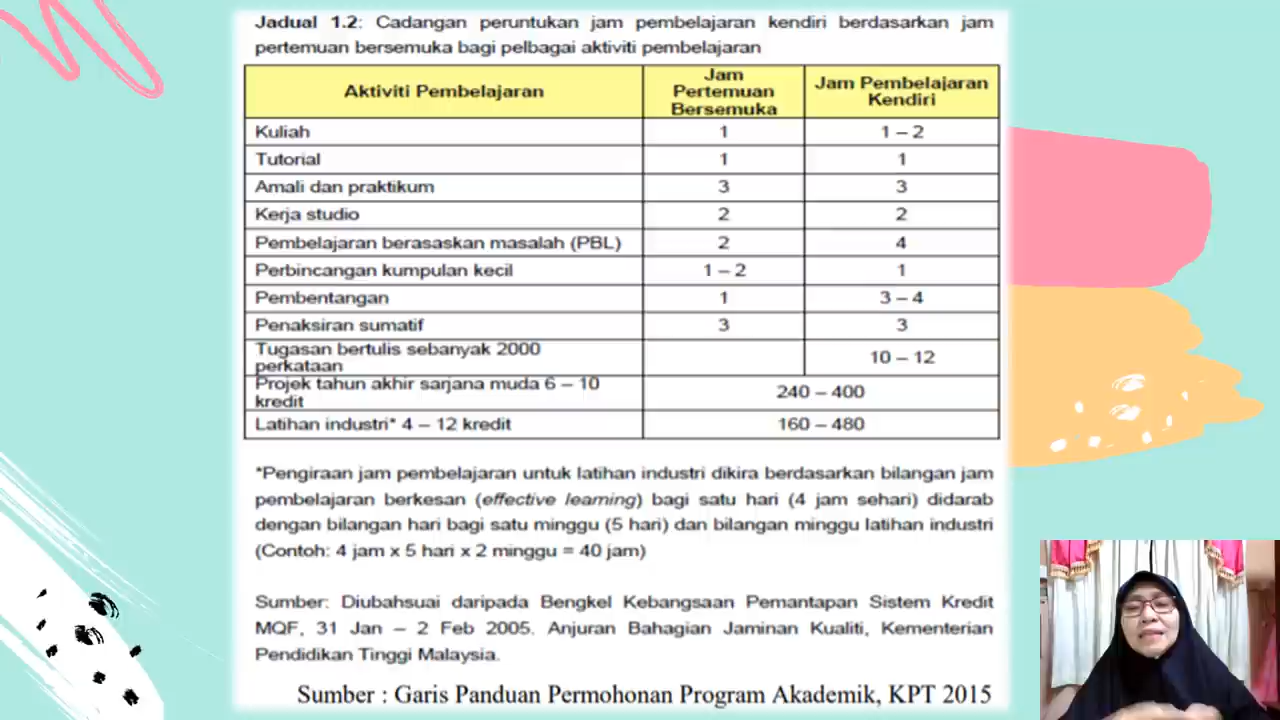 Jadual 1.2: Cadangan peruntukan jam pembelajaran kendiri berdasarkan jam
pertemuan bersemuka bagi pelbagai aktiviti pembelajaran
Aktiviti Pembelajaran
Jam
Pertemuan
Bersemuka
Jam Pembelajaran
Kendiri
Kuliah 1 1 – 2
Tutorial 1 1
Amali dan praktikum 3 3
Kerja studio 2 2
Pembelajaran berasaskan masalah (PBL) 2 4
Perbincangan kumpulan kecil 1 – 2 1
Pembentangan 1 3 – 4
Penaksiran sumatif 3 3
Tugasan bertulis sebanyak 2000
perkataan
10 – 12
Projek tahun akhir sarjana muda 6 – 10
kredit
240 – 400
Latihan industri* 4 – 12 kredit 160 – 480
*Pengiraan jam pembelajaran untuk latihan industri dikira berdasarkan bilangan jam
pembelajaran berkesan (effective learning) bagi satu hari (4 jam sehari) didarab
dengan bilangan hari bagi satu minggu (5 hari) dan bilangan minggu latihan industri
(Contoh: 4 jam x 5 hari x 2 minggu = 40 jam)
Sumber: Diubahsuai daripada Bengkel Kebangsaan Pemantapan Sistem Kredit
MQF, 31 Jan – 2 Feb 2005. Anjuran Bahagian Jaminan Kualiti, Kementerian
Pendidikan Tinggi Malaysia.
Sumber : Garis Panduan Permohonan Program Akademik, KPT 2015